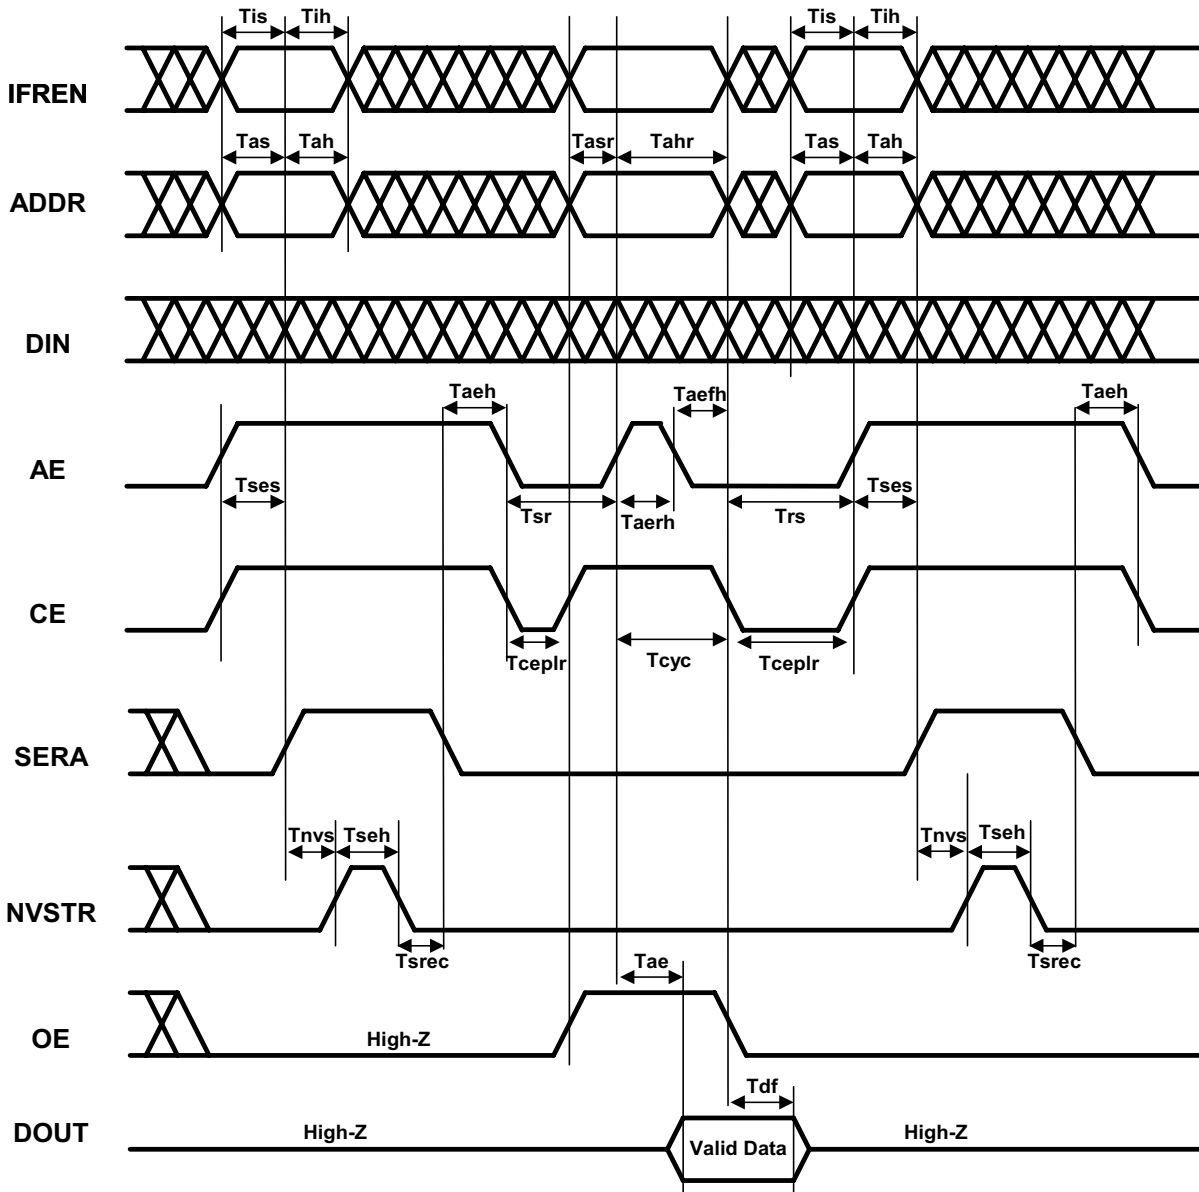 Tis Tih Tis Tih
IFREN
Tas Tah Tasr Tahr Tas Tah
ADDR
DIN
Taeh Taefh Taeh
AE
Tses Tsr Taerh Trs Tses
CE
Tceplr Tcyc Tceplr
SERA
Tnvs Tseh Tnvs Tseh
NVSTR
Tsrec Tae Tsrec
OE
High-Z
Tdf
DOUT
High-Z Valid Data High-Z